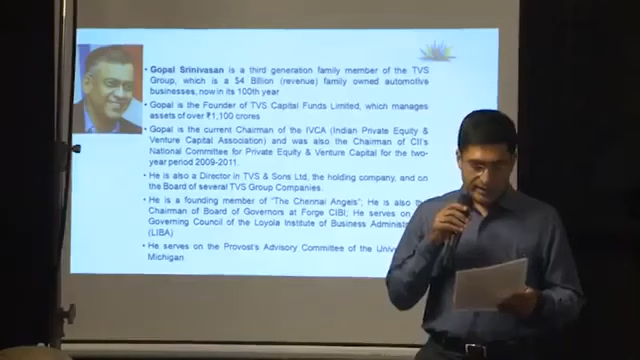 • Gopal Srinivasan is a third generation family member of the TVS
Group, which is a $4 Billion (revenue) family owned automotive
businesses, now in its 100th year
• Gopal is the Founder of TVS Capital Funds Limited, which manages
assets of over ₹1,100 crores
• Gopal is the current Chairman of the IVCA (Indian Private Equity &
Venture Capital Association) and was also the Chairman of CII's
National Committee for Private Equity & Venture Capital for the two-
year period 2009-2011.
• He is also a Director in TVS & Sons Ltd, the holding company, and on
the Board of several TVS Group Companies.
• He is a founding member of "The Chennai Angels"; He is also
Chairman of Board of Governors at Forge CIBI; He serves on
Governing Council of the Loyola Institute of Business
(LIBA)
• He serves on the Provost's Advisory Committee of the
Michigan